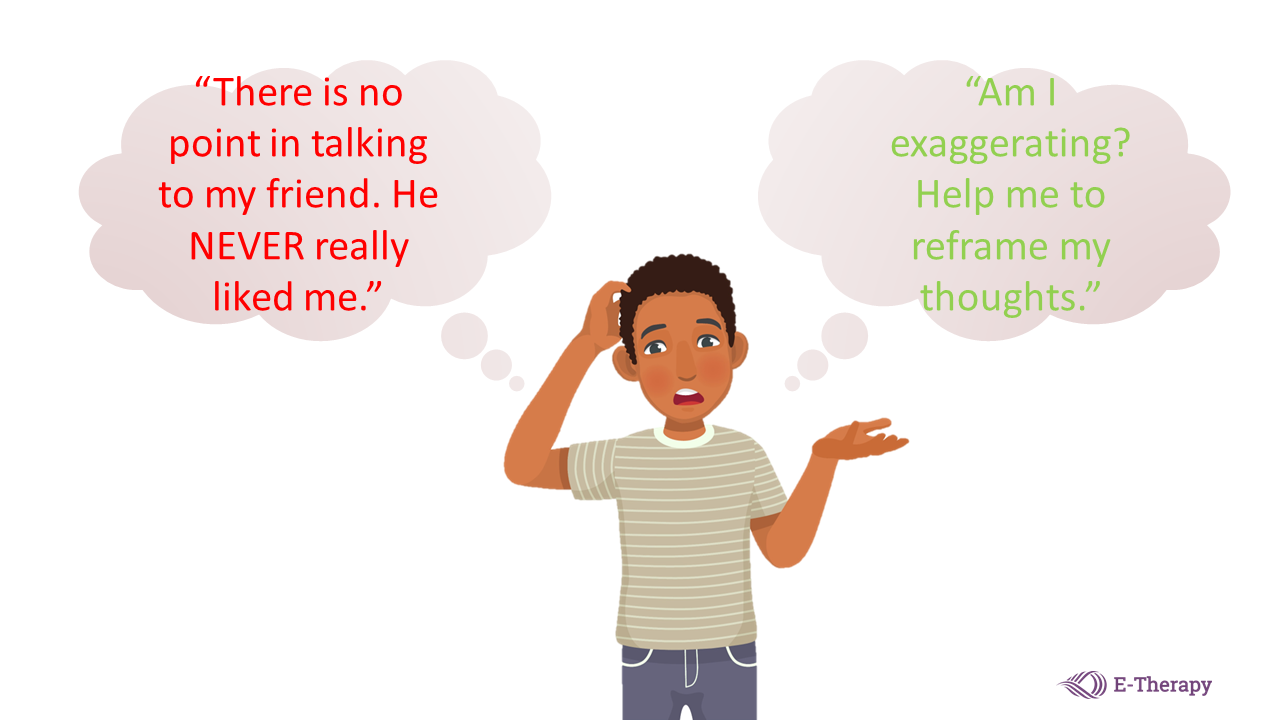 “There is no
point in talking
to my friend. He
NEVER really
liked me.”
“Am I
exaggerating?
Help me to
reframe my
thoughts.”
E-Therapy